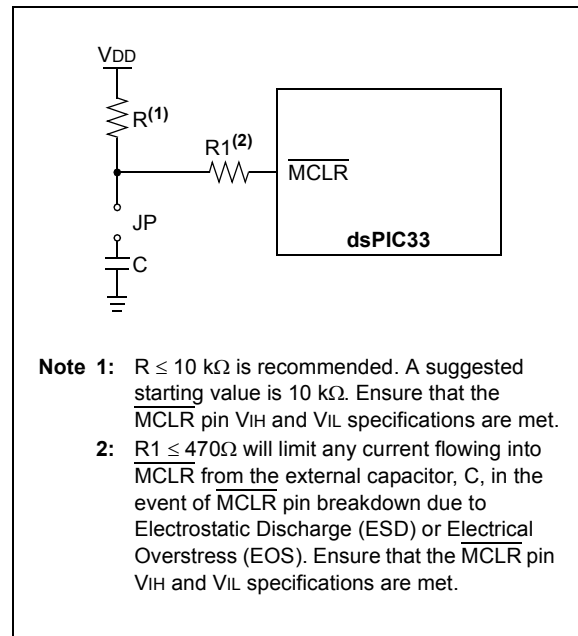 VDD
R(1)
R1(2)
MCLR
JP
dsPIC33
C
Note 1: R ≤ 10 kΩ is recommended. A suggested
starting value is 10 kΩ. Ensure that the
MCLR pin VIH and VIL specifications are met.
2: R1 ≤ 470Ω will limit any current flowing into
MCLR from the external capacitor, C, in the
event of MCLR pin breakdown due to
Electrostatic Discharge (ESD) or Electrical
Overstress (EOS). Ensure that the MCLR pin
VIH and VIL specifications are met.